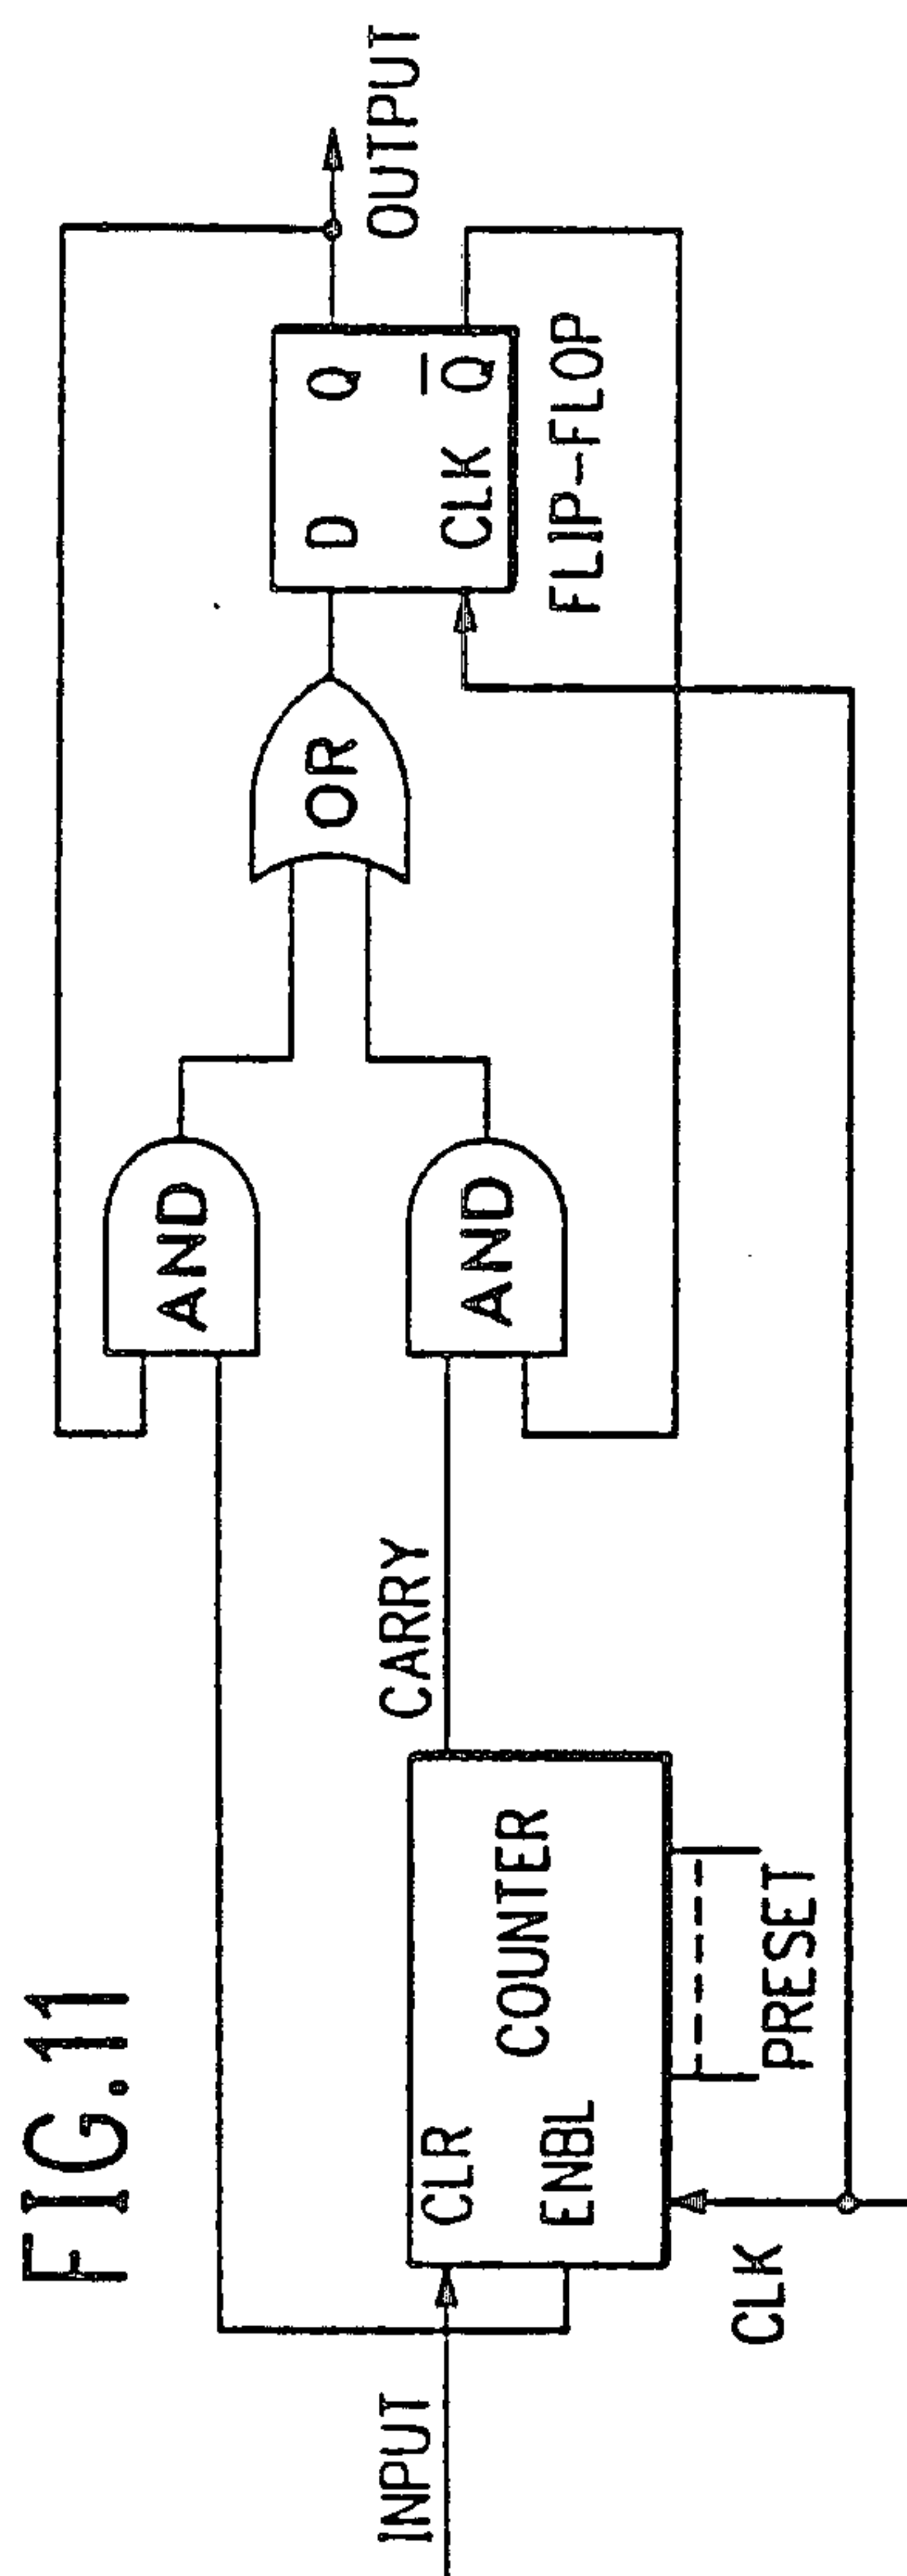 FIG.11
INPUT
CLR
ENBL
COUNTER
CLK
PRESET
CARRY
AND
AND
OR
D
Q
CLK
Q̅
FLIP-FLOP
OUTPUT